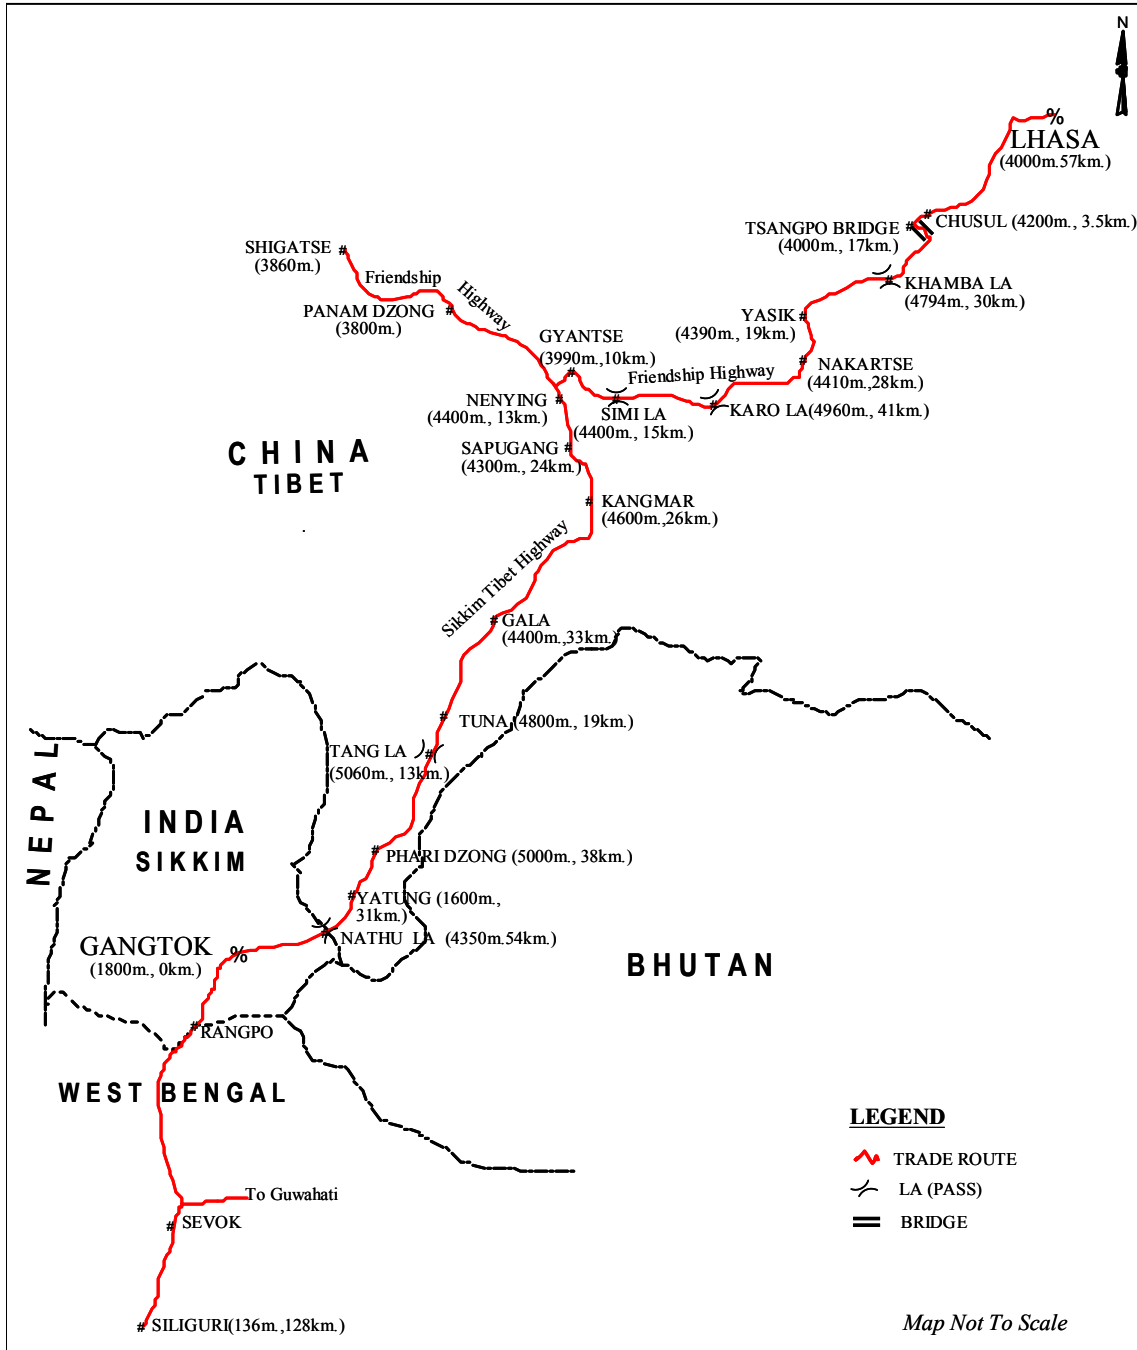 N
%
LHASA
(4000m.57km.)
CHUSUL (4200m., 3.5km.)
TSANGPO BRIDGE
(4000m., 17km.)
SHIGATSE
(3860m.)
Friendship
Highway
KHAMBA LA
(4794m., 30km.)
PANAM DZONG
(3800m.)
YASIK
(4390m., 19km.)
GYANTSE
(3990m.,10km.)
Friendship Highway
NAKARTSE
(4410m.,28km.)
NENYING
(4400m., 13km.)
SIMI LA
(4400m., 15km.)
KARO LA(4960m., 41km.)
SAPUGANG
(4300m., 24km.)
CHINA
TIBET
KANGMAR
(4600m.,26km.)
Sikkim Tibet Highway
GALA
(4400m.,33km.)
TUNA (4800m., 19km.)
TANG LA
(5060m., 13km.)
NEPAL
INDIA
SIKKIM
PHARI DZONG (5000m., 38km.)
YATUNG (1600m.,
31km.)
NATHU LA (4350m.54km.)
GANGTOK %
(1800m., 0km.)
BHUTAN
RANGPO
WEST BENGAL
To Guwahati
SEVOK
SILIGURI(136m.,128km.)
LEGEND
TRADE ROUTE
LA (PASS)
BRIDGE
Map Not To Scale